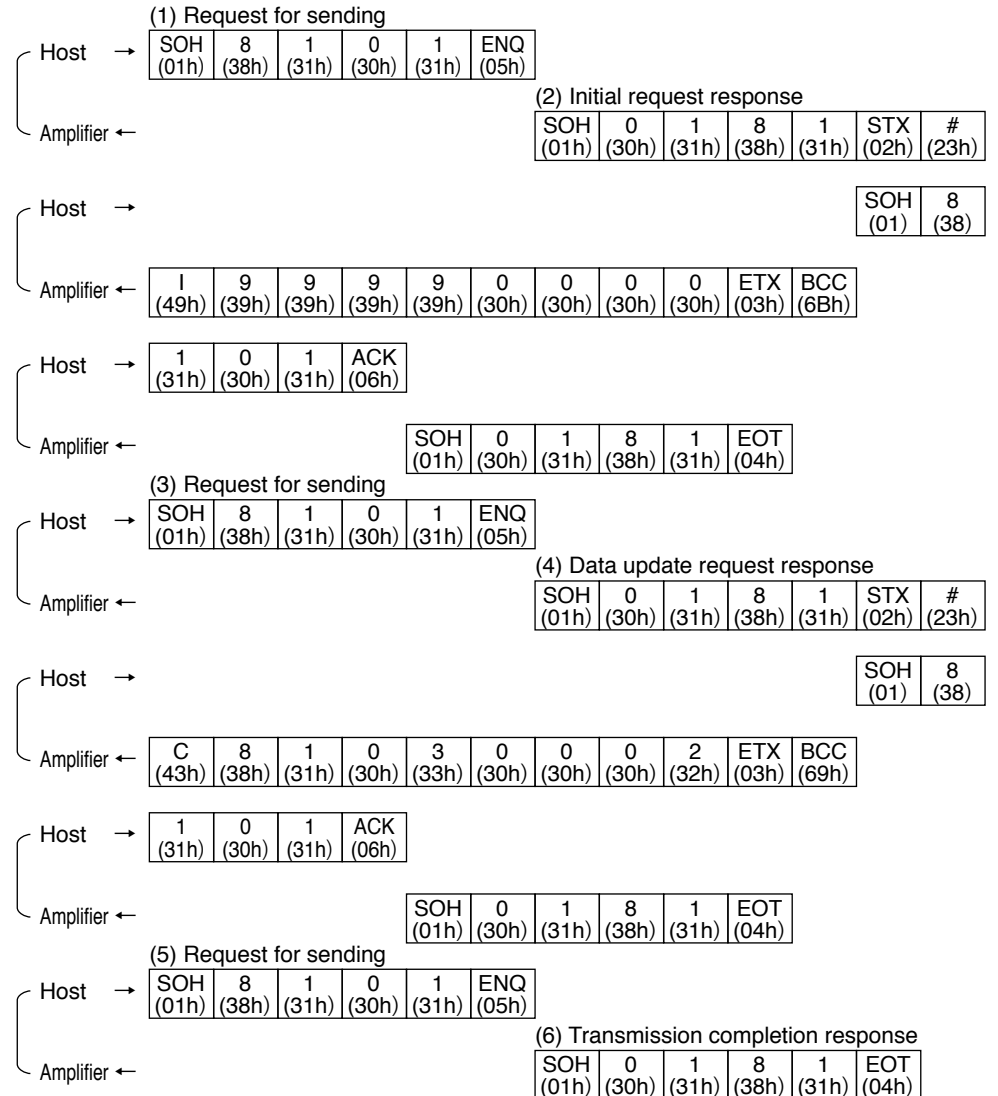 (1) Request for sending
Host → SOH 8 1 0 1 ENQ
(01h) (38h) (31h) (30h) (31h) (05h)
(2) Initial request response
Amplifier ← SOH 0 1 8 1 STX #
(01h) (30h) (31h) (38h) (31h) (02h) (23h)
Host → SOH 8
(01) (38)
Amplifier ← I 9 9 9 9 0 0 0 0 ETX BCC
(49h) (39h) (39h) (39h) (39h) (30h) (30h) (30h) (30h) (03h) (6Bh)
Host → 1 0 1 ACK
(31h) (30h) (31h) (06h)
Amplifier ← SOH 0 1 8 1 EOT
(01h) (30h) (31h) (38h) (31h) (04h)
(3) Request for sending
Host → SOH 8 1 0 1 ENQ
(01h) (38h) (31h) (30h) (31h) (05h)
(4) Data update request response
Amplifier ← SOH 0 1 8 1 STX #
(01h) (30h) (31h) (38h) (31h) (02h) (23h)
Host → SOH 8
(01) (38)
Amplifier ← C 8 1 0 3 0 0 0 2 ETX BCC
(43h) (38h) (31h) (30h) (33h) (30h) (30h) (30h) (32h) (03h) (69h)
Host → 1 0 1 ACK
(31h) (30h) (31h) (06h)
Amplifier ← SOH 0 1 8 1 EOT
(01h) (30h) (31h) (38h) (31h) (04h)
(5) Request for sending
Host → SOH 8 1 0 1 ENQ
(01h) (38h) (31h) (30h) (31h) (05h)
(6) Transmission completion response
Amplifier ← SOH 0 1 8 1 EOT
(01h) (30h) (31h) (38h) (31h) (04h)